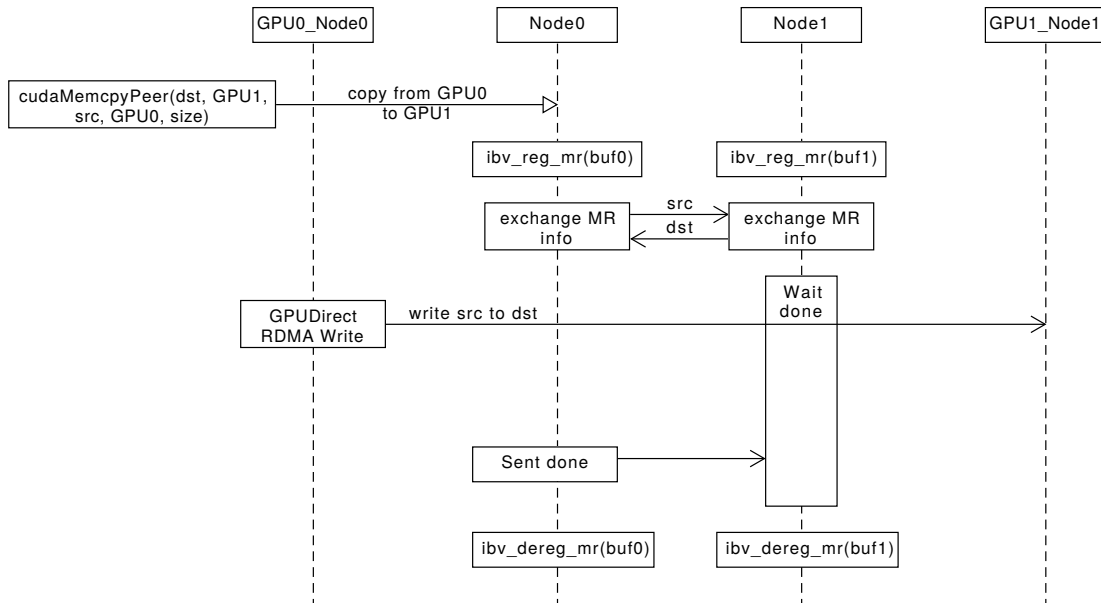 GPU0_Node0
Node0
Node1
GPU1_Node1
cudaMemcpyPeer(dst, GPU1,
src, GPU0, size)
copy from GPU0
to GPU1
ibv_reg_mr(buf0)
ibv_reg_mr(buf1)
exchange MR
info
src
dst
exchange MR
info
Wait
done
GPUDirect
RDMA Write
write src to dst
Sent done
ibv_dereg_mr(buf0)
ibv_dereg_mr(buf1)